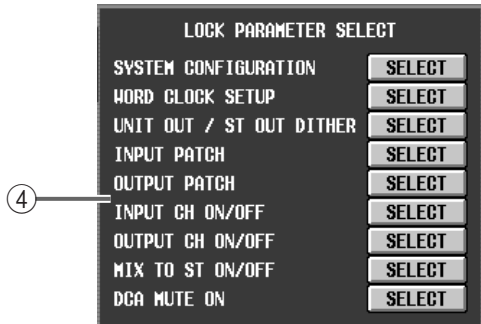 LOCK PARAMETER SELECT
SYSTEM CONFIGURATION SELECT
WORD CLOCK SETUP SELECT
UNIT OUT / ST OUT DITHER SELECT
INPUT PATCH SELECT
OUTPUT PATCH SELECT
④ INPUT CH ON/OFF SELECT
OUTPUT CH ON/OFF SELECT
MIX TO ST ON/OFF SELECT
DCA MUTE ON SELECT